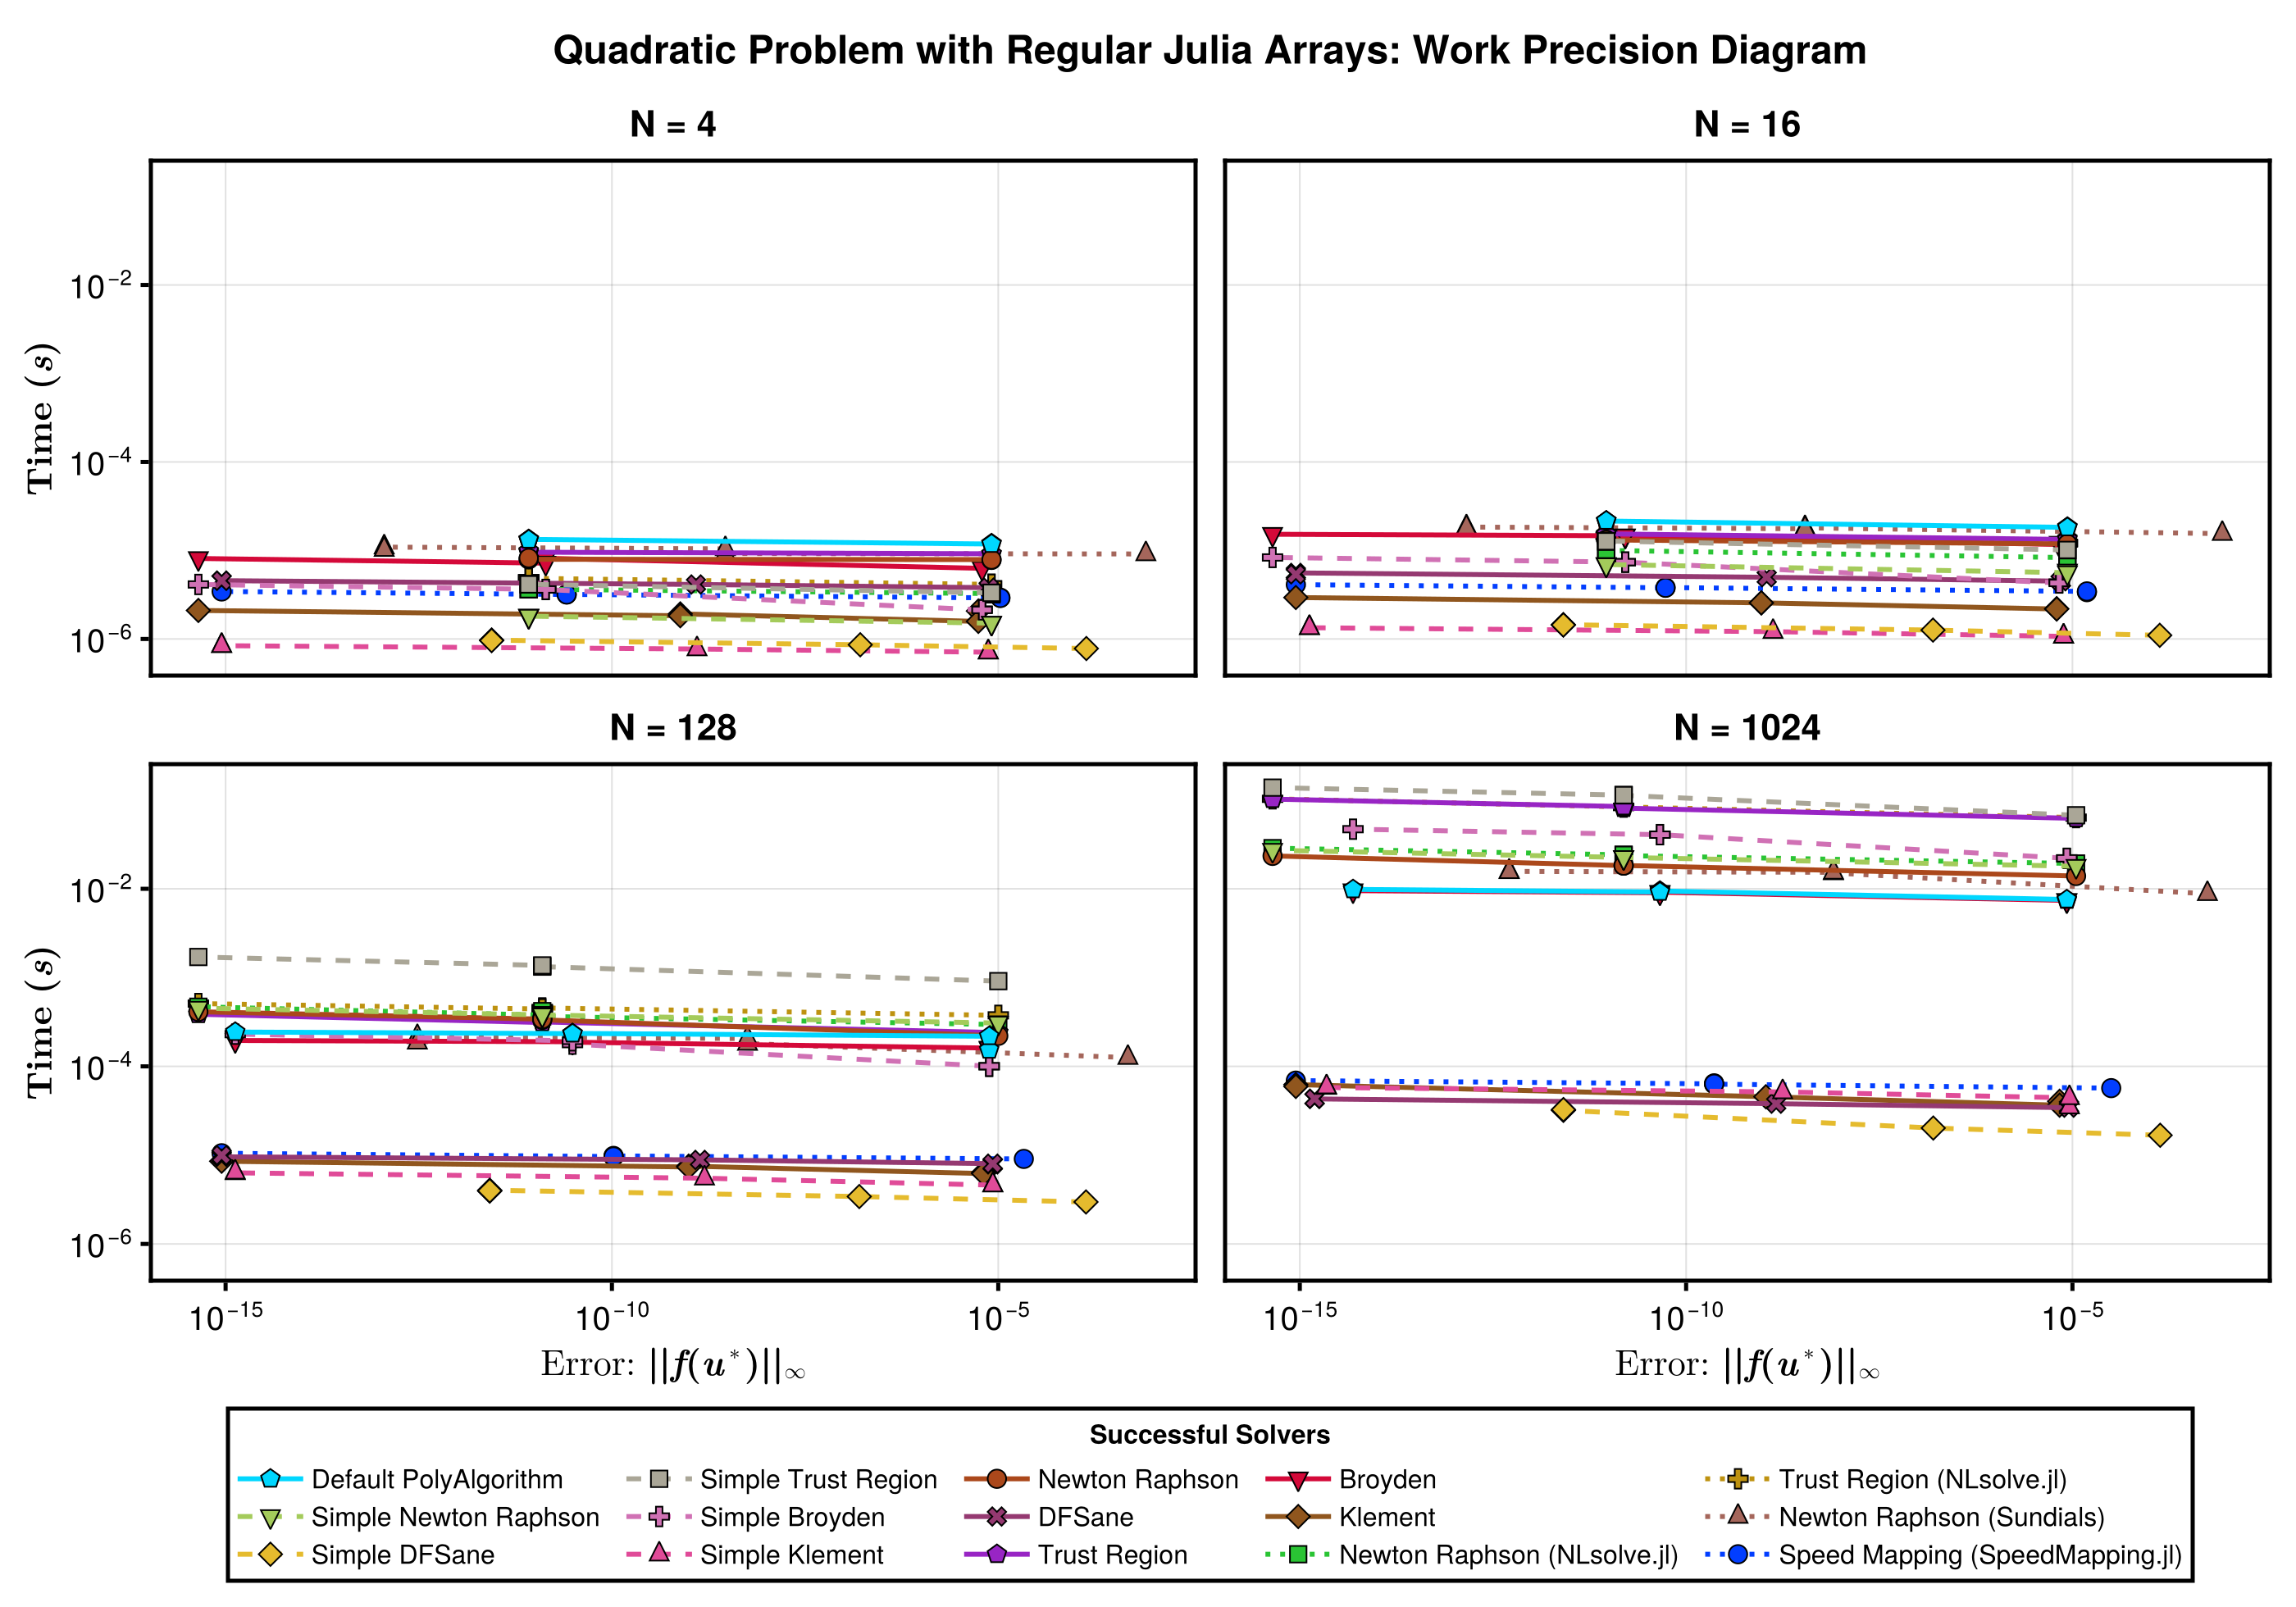 Quadratic Problem with Regular Julia Arrays: Work Precision Diagram
N = 4
N = 16
10⁻²
10⁻⁴
10⁻⁶
Time (s)
N = 128
N = 1024
10⁻²
10⁻⁴
10⁻⁶
Time (s)
10⁻¹⁵ 10⁻¹⁰ 10⁻⁵
10⁻¹⁵ 10⁻¹⁰ 10⁻⁵
Error: ||f(u*)||∞
Error: ||f(u*)||∞
Successful Solvers
Default PolyAlgorithm Simple Trust Region Newton Raphson Broyden Trust Region (NLsolve.jl)
Simple Newton Raphson Simple Broyden DFSane Klement Newton Raphson (Sundials)
Simple DFSane Simple Klement Trust Region Newton Raphson (NLsolve.jl) Speed Mapping (SpeedMapping.jl)